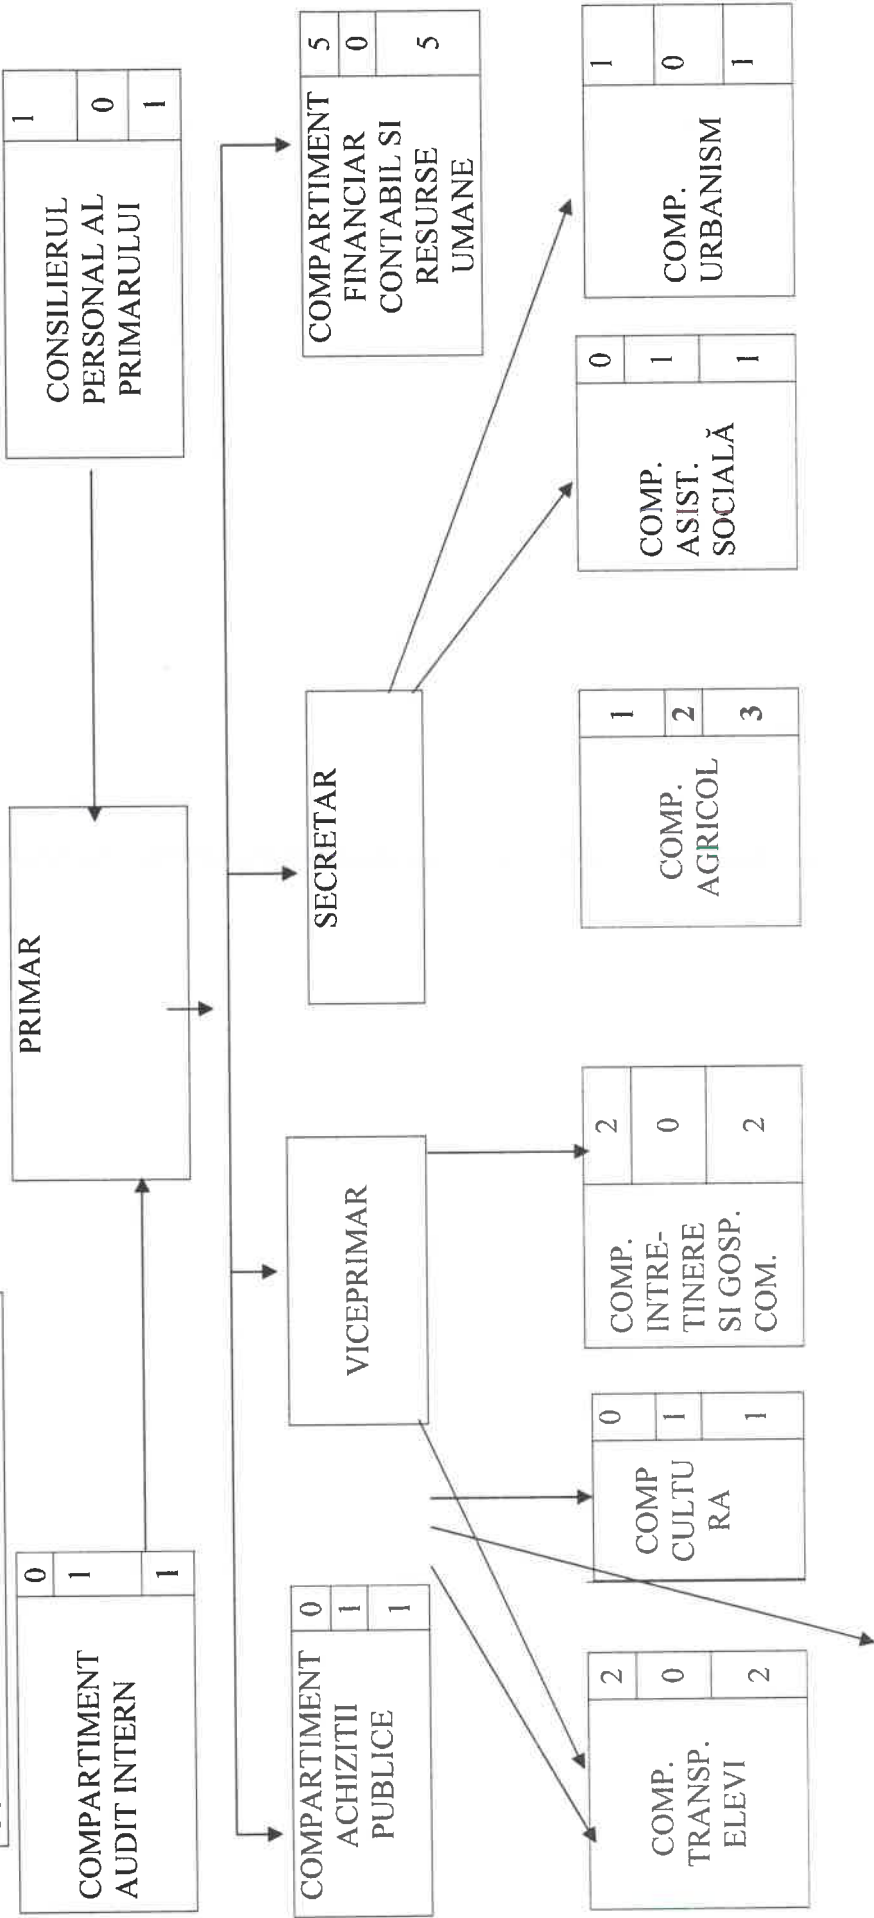 COMPARTIMENT
AUDIT INTERN
0
1
1
PRIMAR
CONSILIERUL
PERSONAL AL
PRIMARULUI
1
0
1
COMPARTIMENT
ACHIZITII
PUBLICE
0
1
1
VICEPRIMAR
SECRETAR
COMPARTIMENT
FINANCIAR
CONTABIL SI
RESURSE
UMANE
5
0
5
COMP.
TRANSP.
ELEVI
2
0
2
COMP
CULTU
RA
0
1
1
COMP.
INTRE-
TINERE
SI GOSP.
COM.
2
0
2
COMP.
AGRICOL
1
2
3
COMP.
ASIST.
SOCIALĂ
0
1
1
COMP.
URBANISM
1
0
1